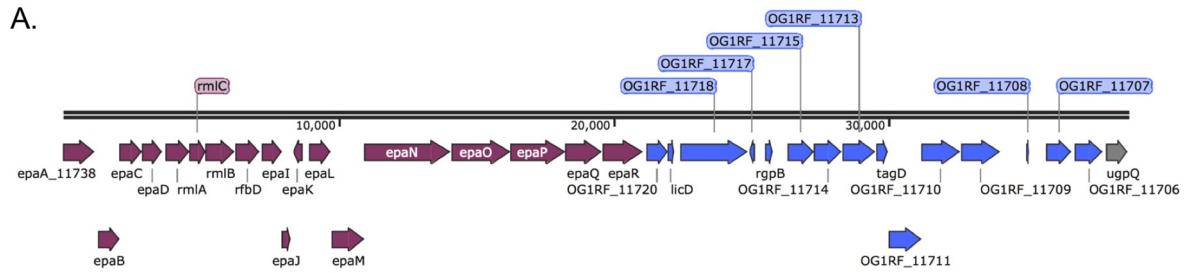 A.
OG1RF_11713
OG1RF_11715
OG1RF_11717
rmlC OG1RF_11718 OG1RF_11708 OG1RF_11707
10,000 20,000 30,000
epaN epaO epaP
epaA_11738 epaC epaI epaL epaQ rgpB tagD ugpQ
epaD rmlB epaK epaR OG1RF_11714 OG1RF_11709
rmlA rfbD OG1RF_11720 licD OG1RF_11710 OG1RF_11706
epaB epaJ epaM OG1RF_11711